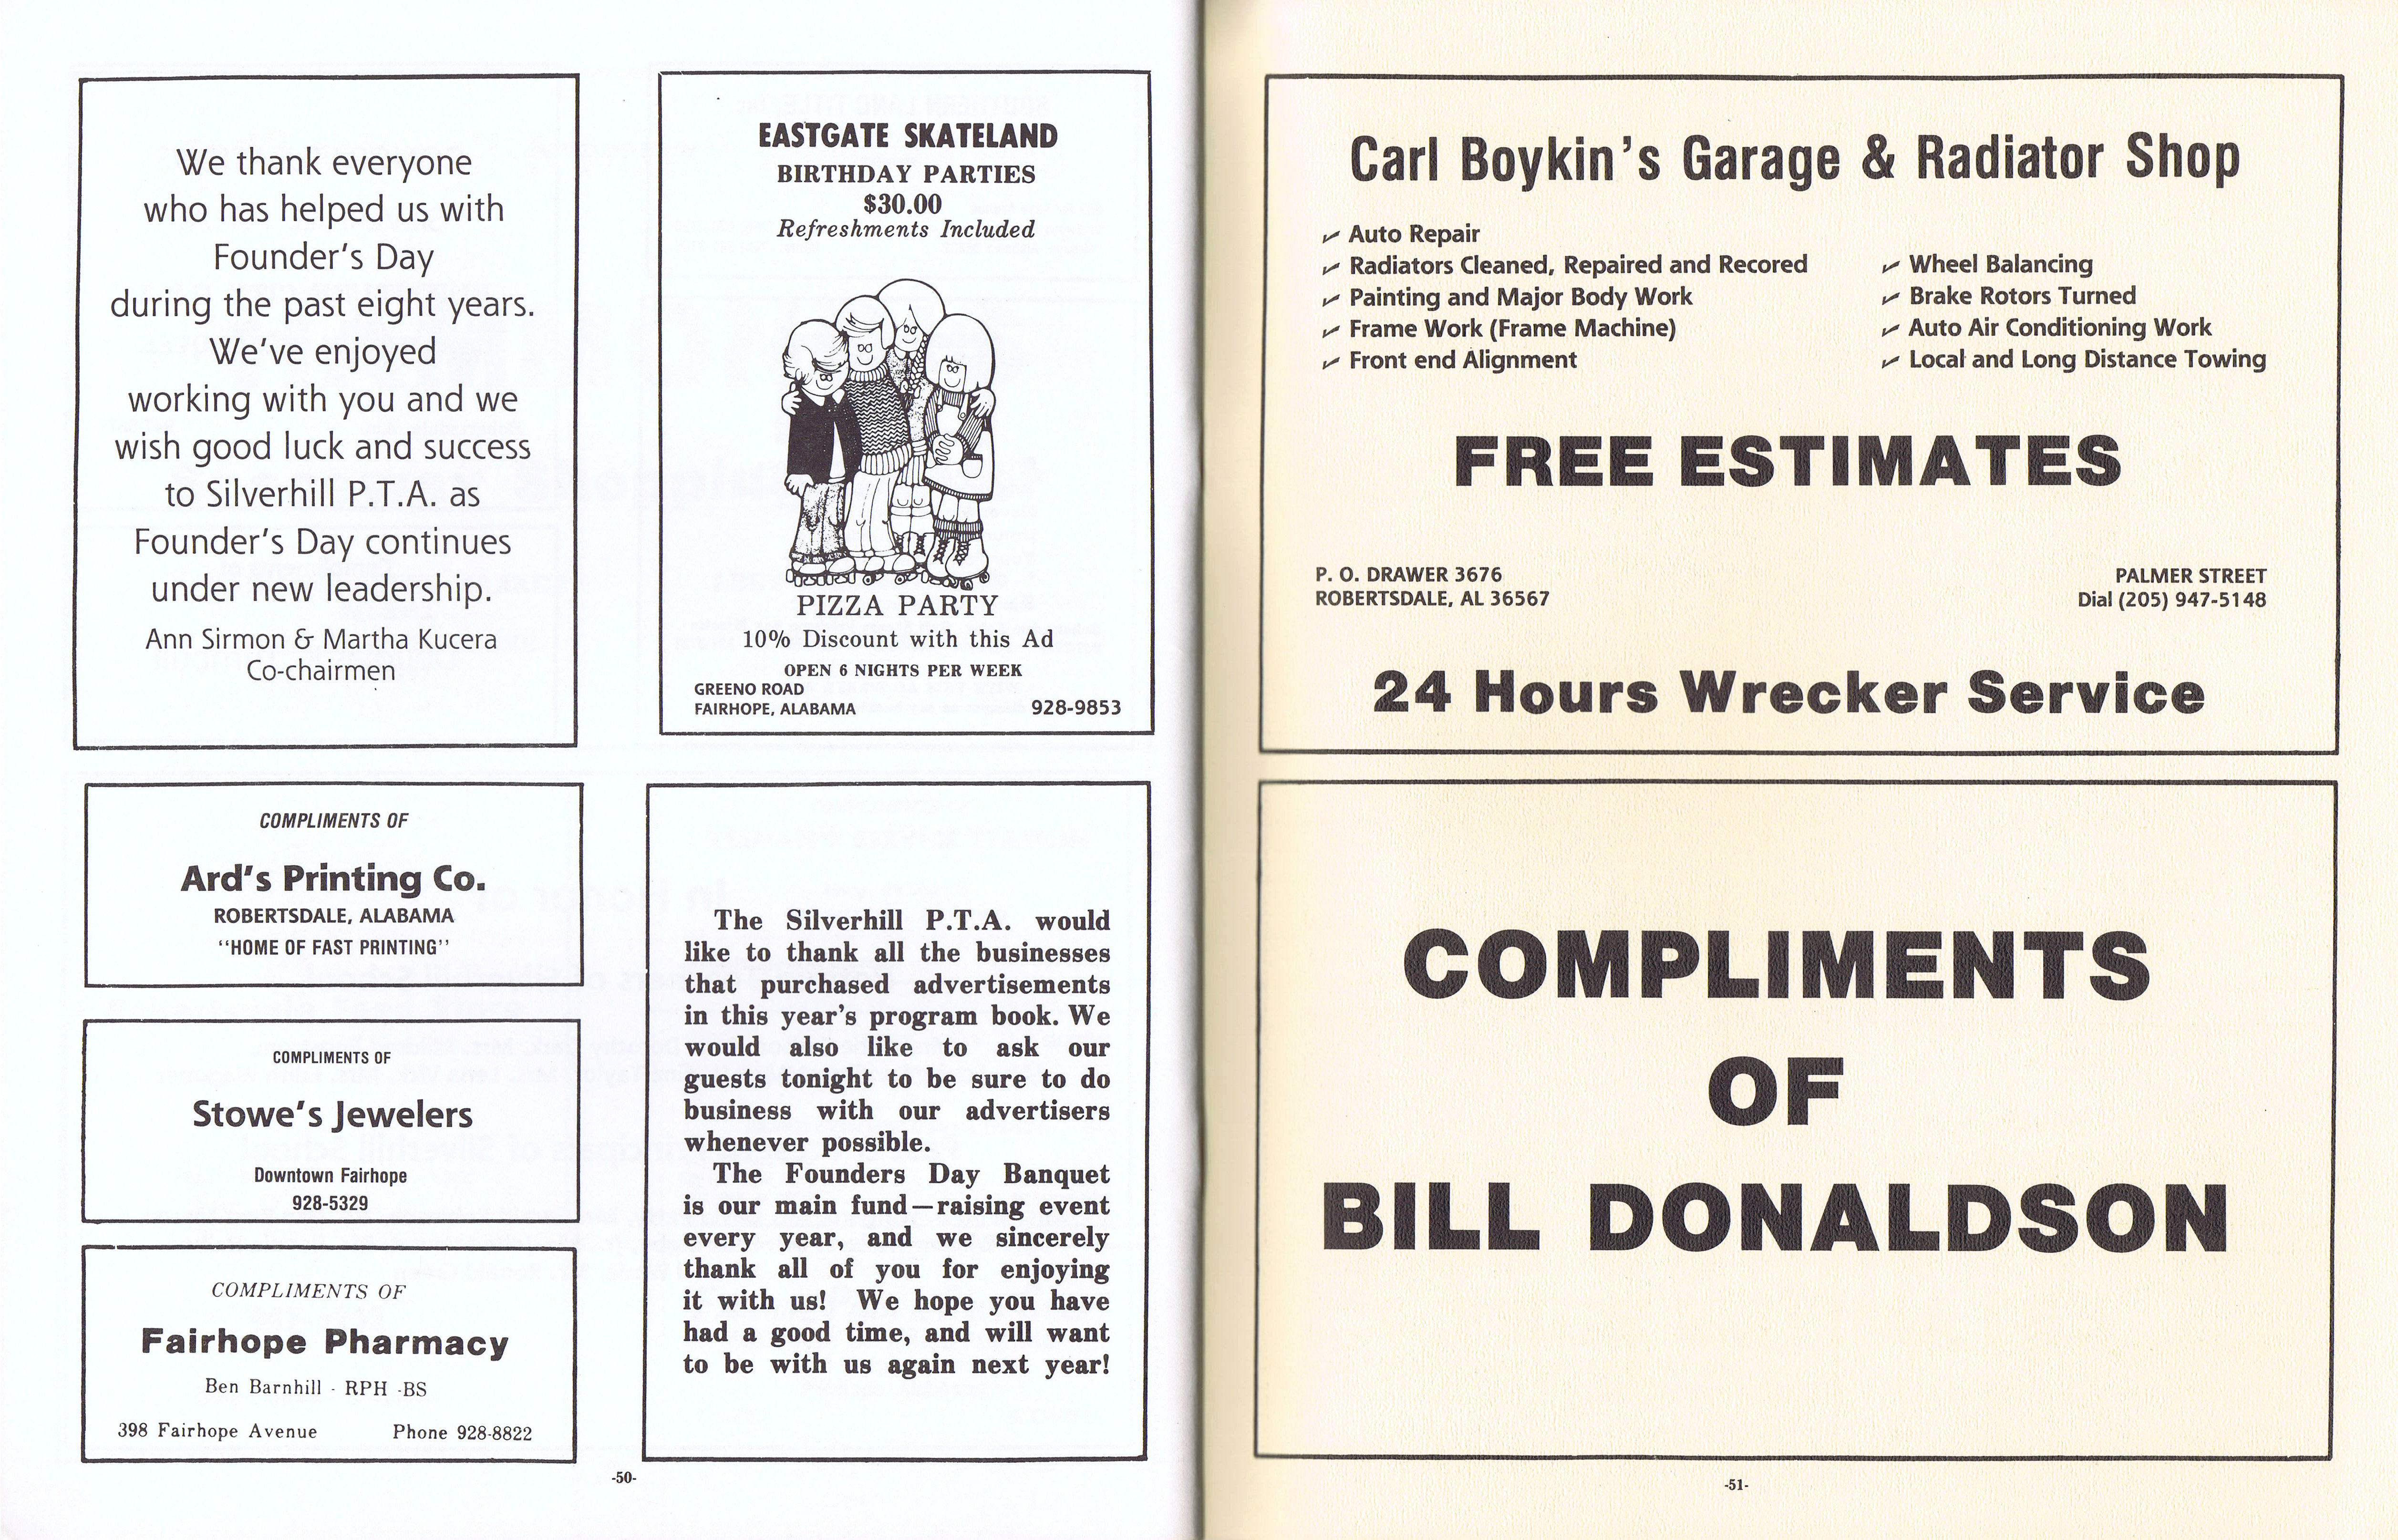 We thank everyone
who has helped us with
Founder's Day
during the past eight years.
We've enjoyed
working with you and we
wish good luck and success
to Silverhill P.T.A. as
Founder's Day continues
under new leadership.
Ann Sirmon & Martha Kucera
Co-chairmen
EASTGATE SKATELAND
BIRTHDAY PARTIES
$30.00
Refreshments Included
PIZZA PARTY
10% Discount with this Ad
OPEN 6 NIGHTS PER WEEK
GREENO ROAD
FAIRHOPE, ALABAMA 928-9853
COMPLIMENTS OF
Ard's Printing Co.
ROBERTSDALE, ALABAMA
"HOME OF FAST PRINTING"
COMPLIMENTS OF
Stowe's Jewelers
Downtown Fairhope
928-5329
COMPLIMENTS OF
Fairhope Pharmacy
Ben Barnhill - RPH -BS
398 Fairhope Avenue Phone 928-8822
The Silverhill P.T.A. would
like to thank all the businesses
that purchased advertisements
in this year's program book. We
would also like to ask our
guests tonight to be sure to do
business with our advertisers
whenever possible.
The Founders Day Banquet
is our main fund—raising event
every year, and we sincerely
thank all of you for enjoying
it with us! We hope you have
had a good time, and will want
to be with us again next year!
-50-
Carl Boykin's Garage & Radiator Shop
✓ Auto Repair
✓ Radiators Cleaned, Repaired and Recored
✓ Painting and Major Body Work
✓ Frame Work (Frame Machine)
✓ Front end Alignment
✓ Wheel Balancing
✓ Brake Rotors Turned
✓ Auto Air Conditioning Work
✓ Local and Long Distance Towing
FREE ESTIMATES
P. O. DRAWER 3676
ROBERTSDALE, AL 36567
PALMER STREET
Dial (205) 947-5148
24 Hours Wrecker Service
COMPLIMENTS
OF
BILL DONALDSON
-51-